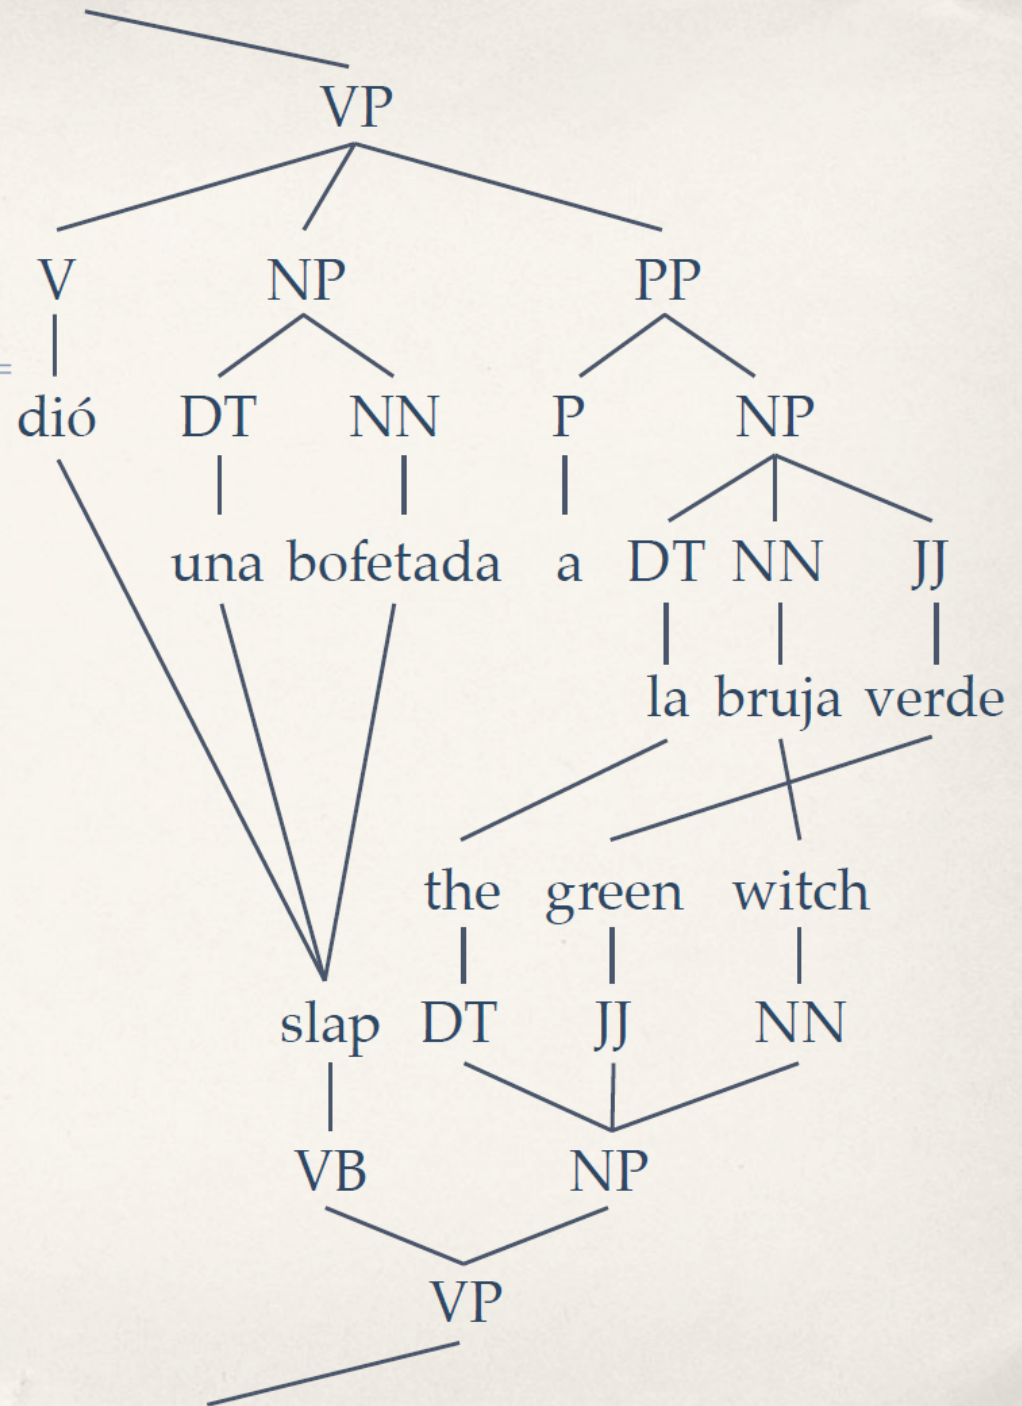 VP
V NP PP
dió DT NN P NP
una bofetada a DT NN JJ
la bruja verde
the green witch
slap DT JJ NN
VB NP
VP